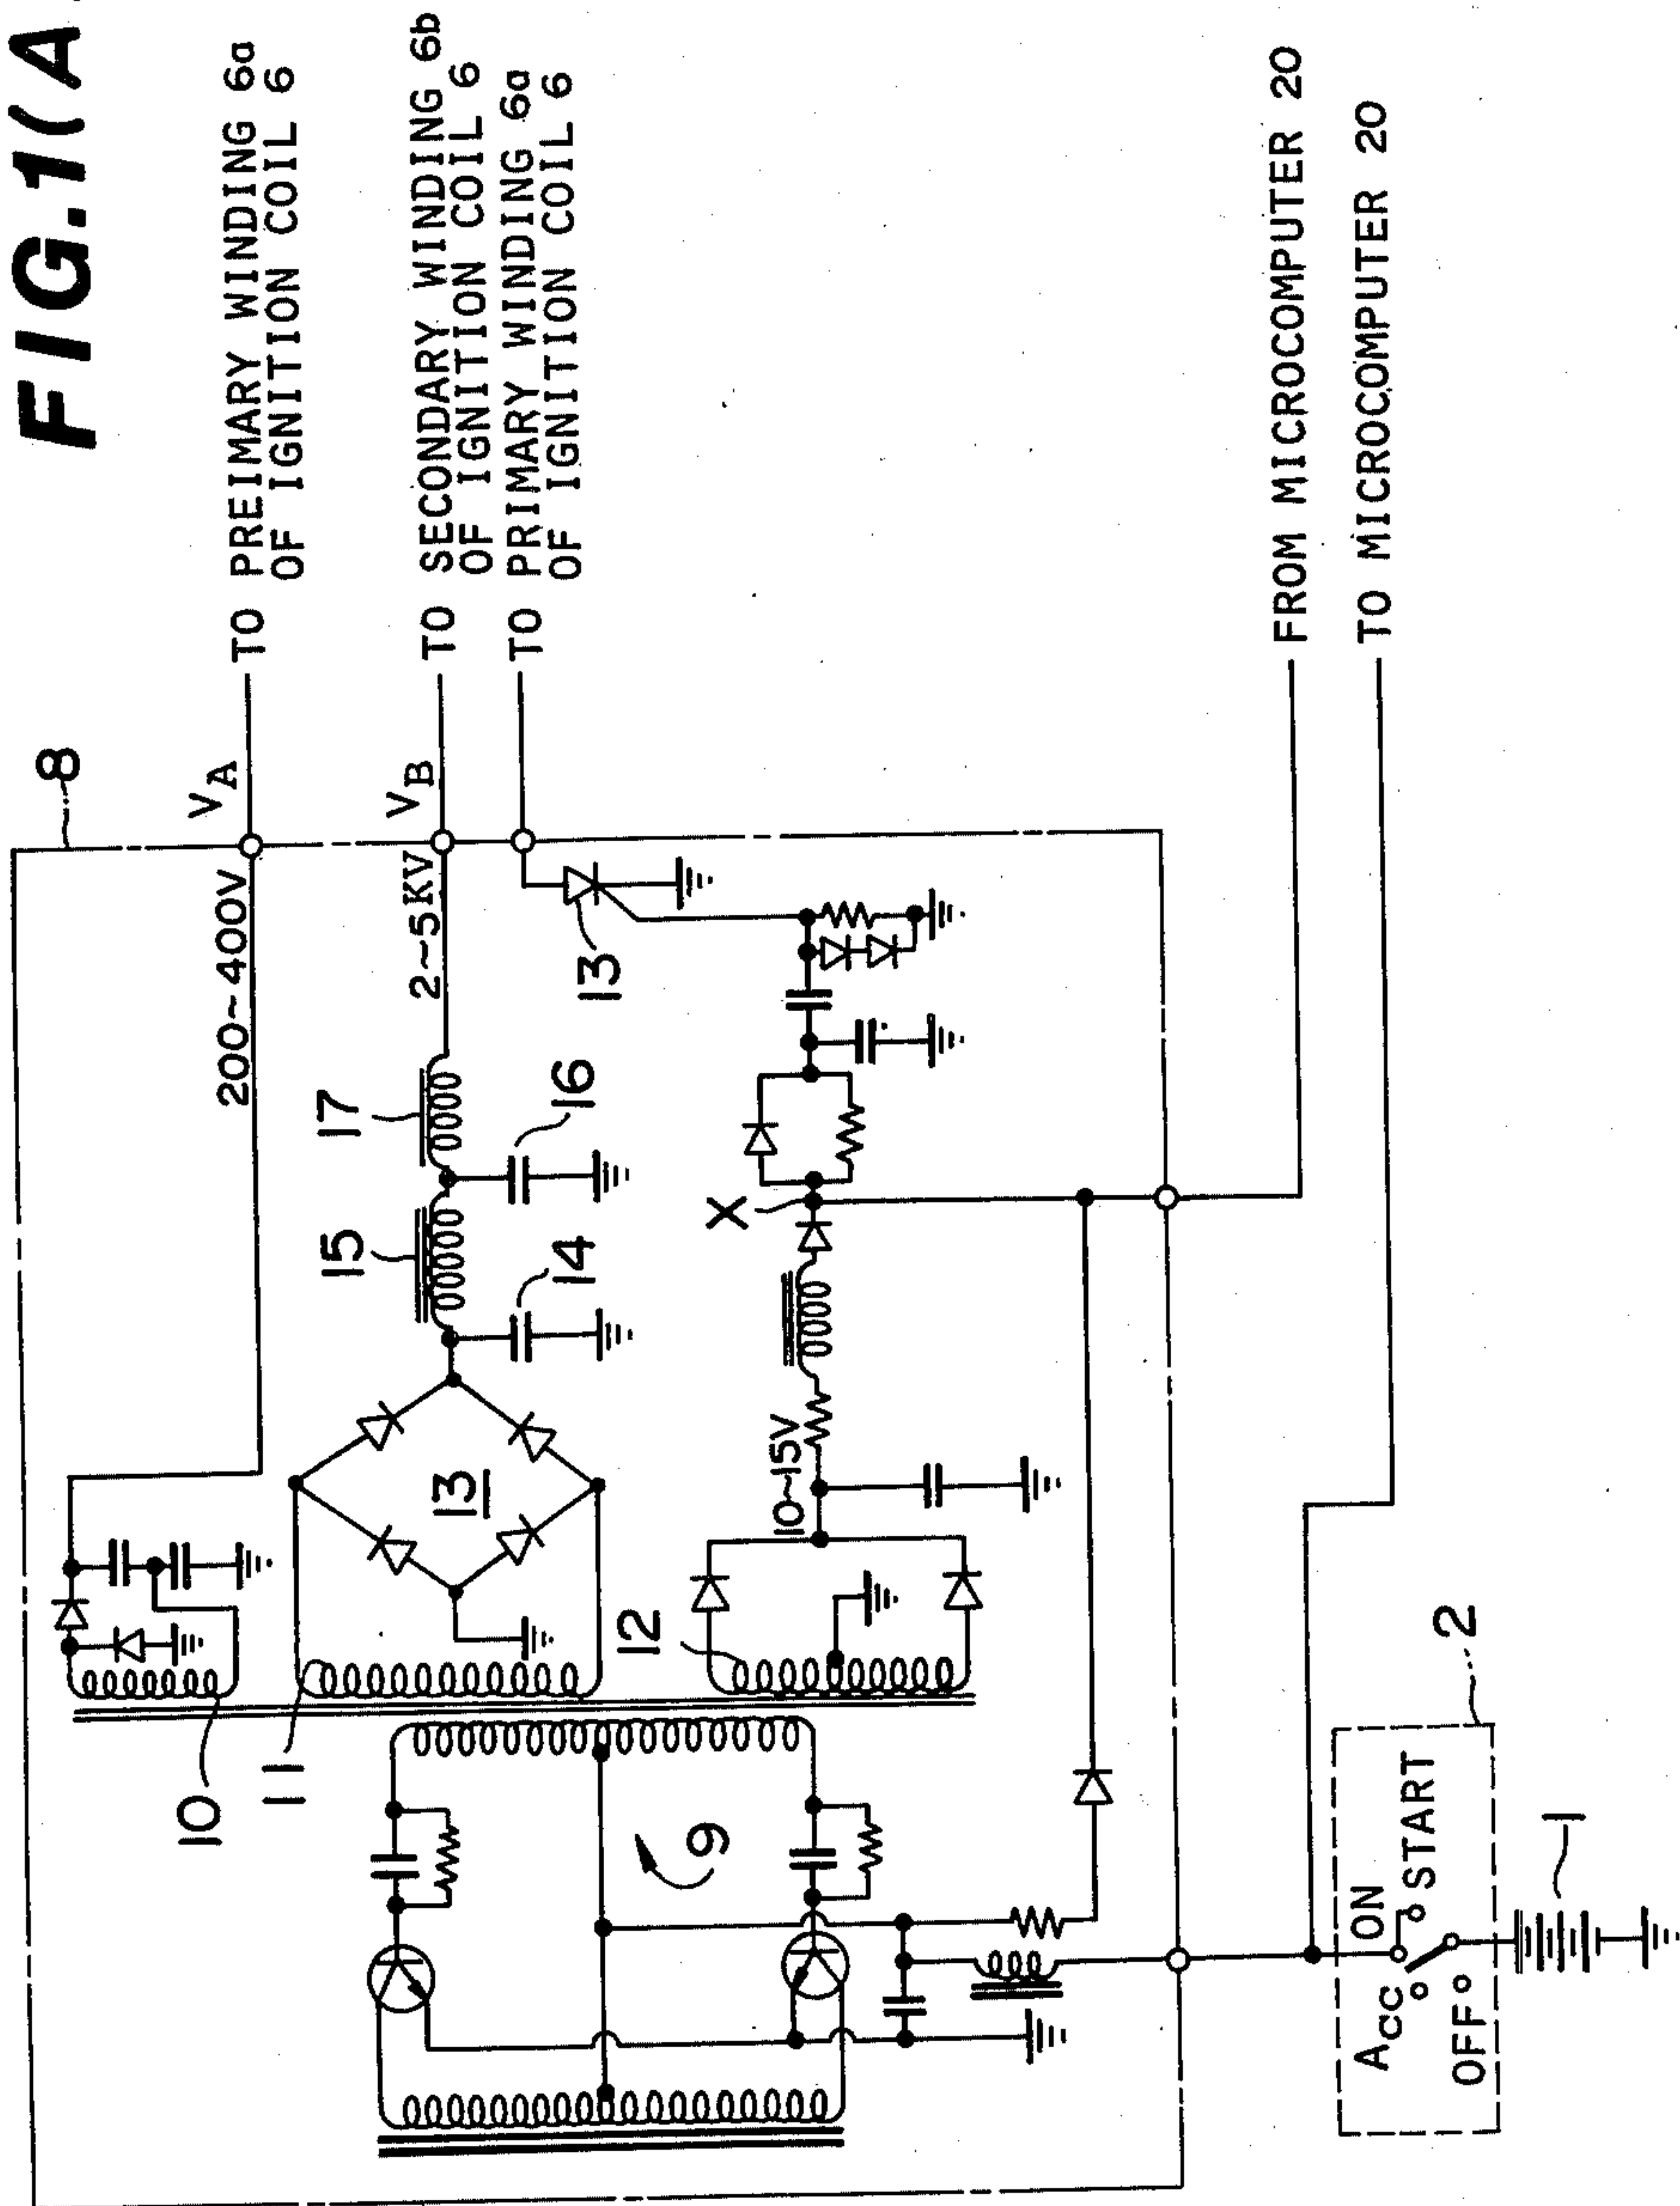 FIG.1(A
TO PREIMARY WINDING 6a
OF IGNITION COIL 6
TO SECONDARY WINDING 6b
OF IGNITION COIL 6
TO PRIMARY WINDING 6a
OF IGNITION COIL 6
FROM MICROCOMPUTER 20
TO MICROCOMPUTER 20
8
VA
VB
200~400V
2~5KV
13
17
16
15
14
X
13
10~15V
12
10
11
9
2
ON
START
ACC
OFF
1